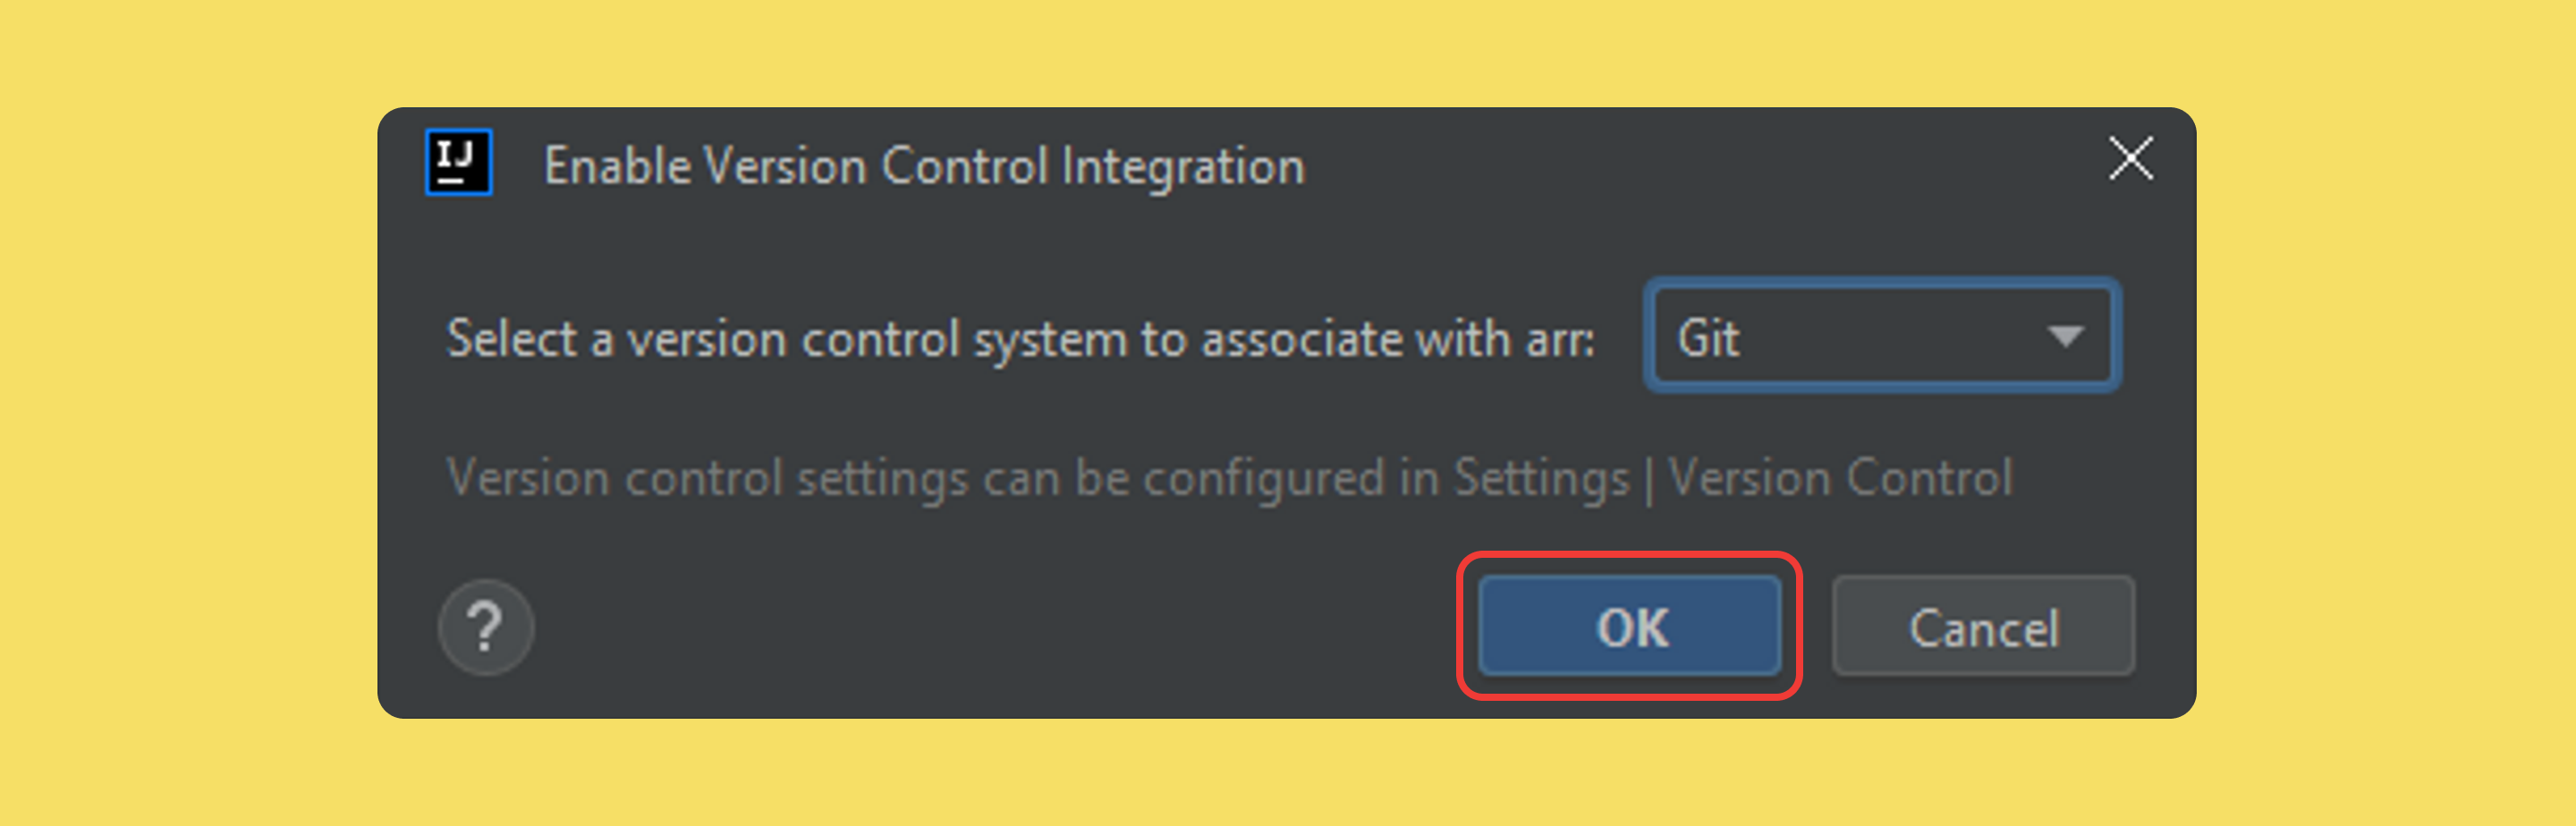 IJ
Enable Version Control Integration
Select a version control system to associate with arr: Git
Version control settings can be configured in Settings | Version Control
? OK Cancel